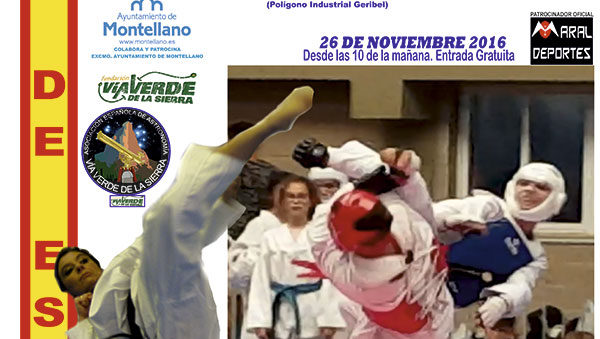 (Polígono Industrial Geribel)
Ayuntamiento de
Montellano
www.montellano.es
COLABORA Y PATROCINA
EXCMO. AYUNTAMIENTO DE MONTELLANO
26 DE NOVIEMBRE 2016
Desde las 10 de la mañana. Entrada Gratuita
PATROCINADOR OFICIAL
MARAL
DEPORTES
Fundación
VÍAVERDE
DE LA SIERRA
ASOCIACIÓN ESPAÑOLA DE ASTRONOMÍA
VÍA VERDE DE LA SIERRA
VÍAVERDE
D
E
E
S